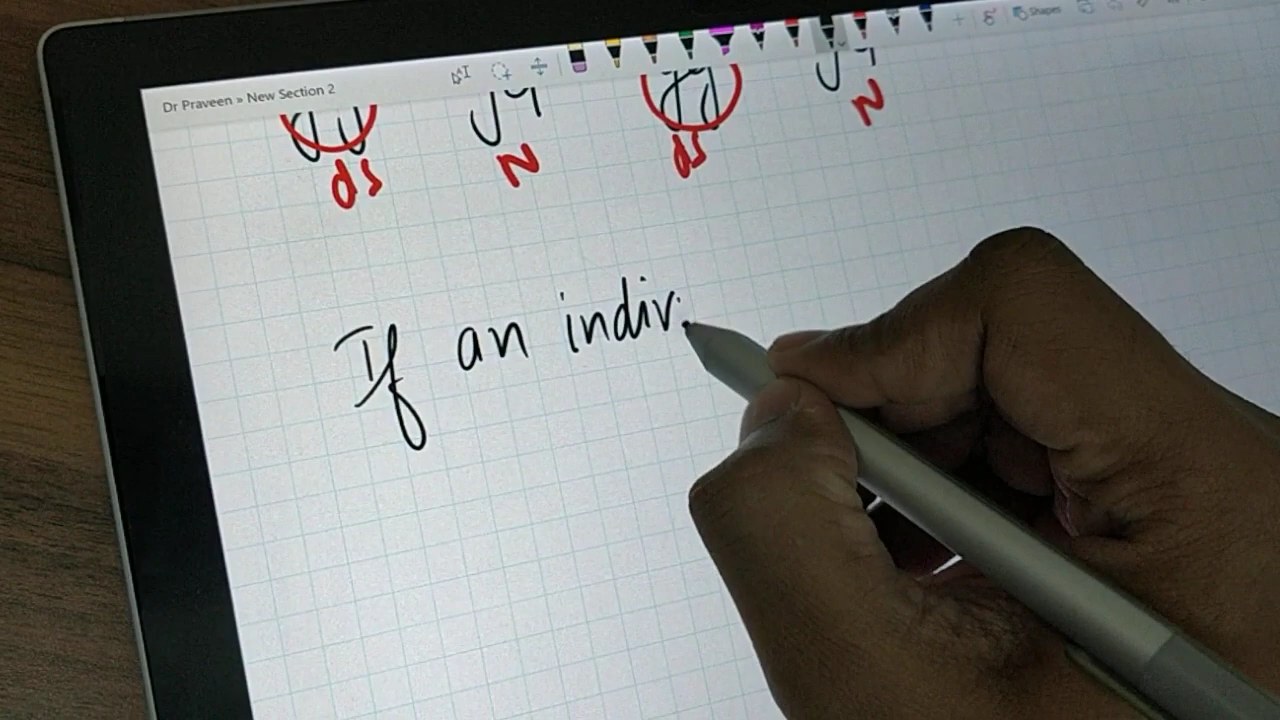 Dr Praveen » New Section 2
Shapes
ds N ds N
If an indiv